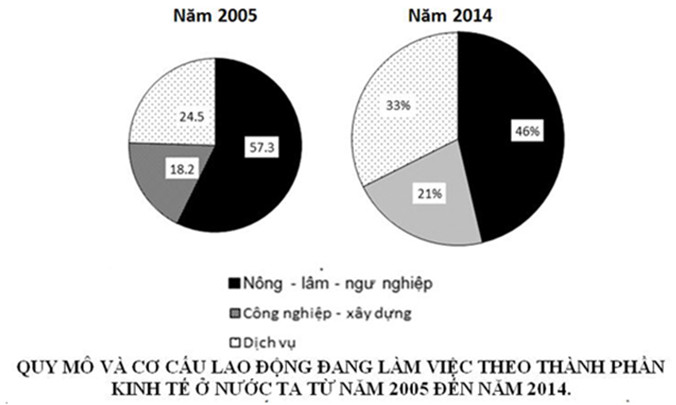 Năm 2005
Năm 2014
24.5
57.3
18.2
33%
46%
21%
Nông - lâm - ngư nghiệp
Công nghiệp - xây dựng
Dịch vụ
QUY MÔ VÀ CƠ CẤU LAO ĐỘNG ĐANG LÀM VIỆC THEO THÀNH PHẦN
KINH TẾ Ở NƯỚC TA TỪ NĂM 2005 ĐẾN NĂM 2014.